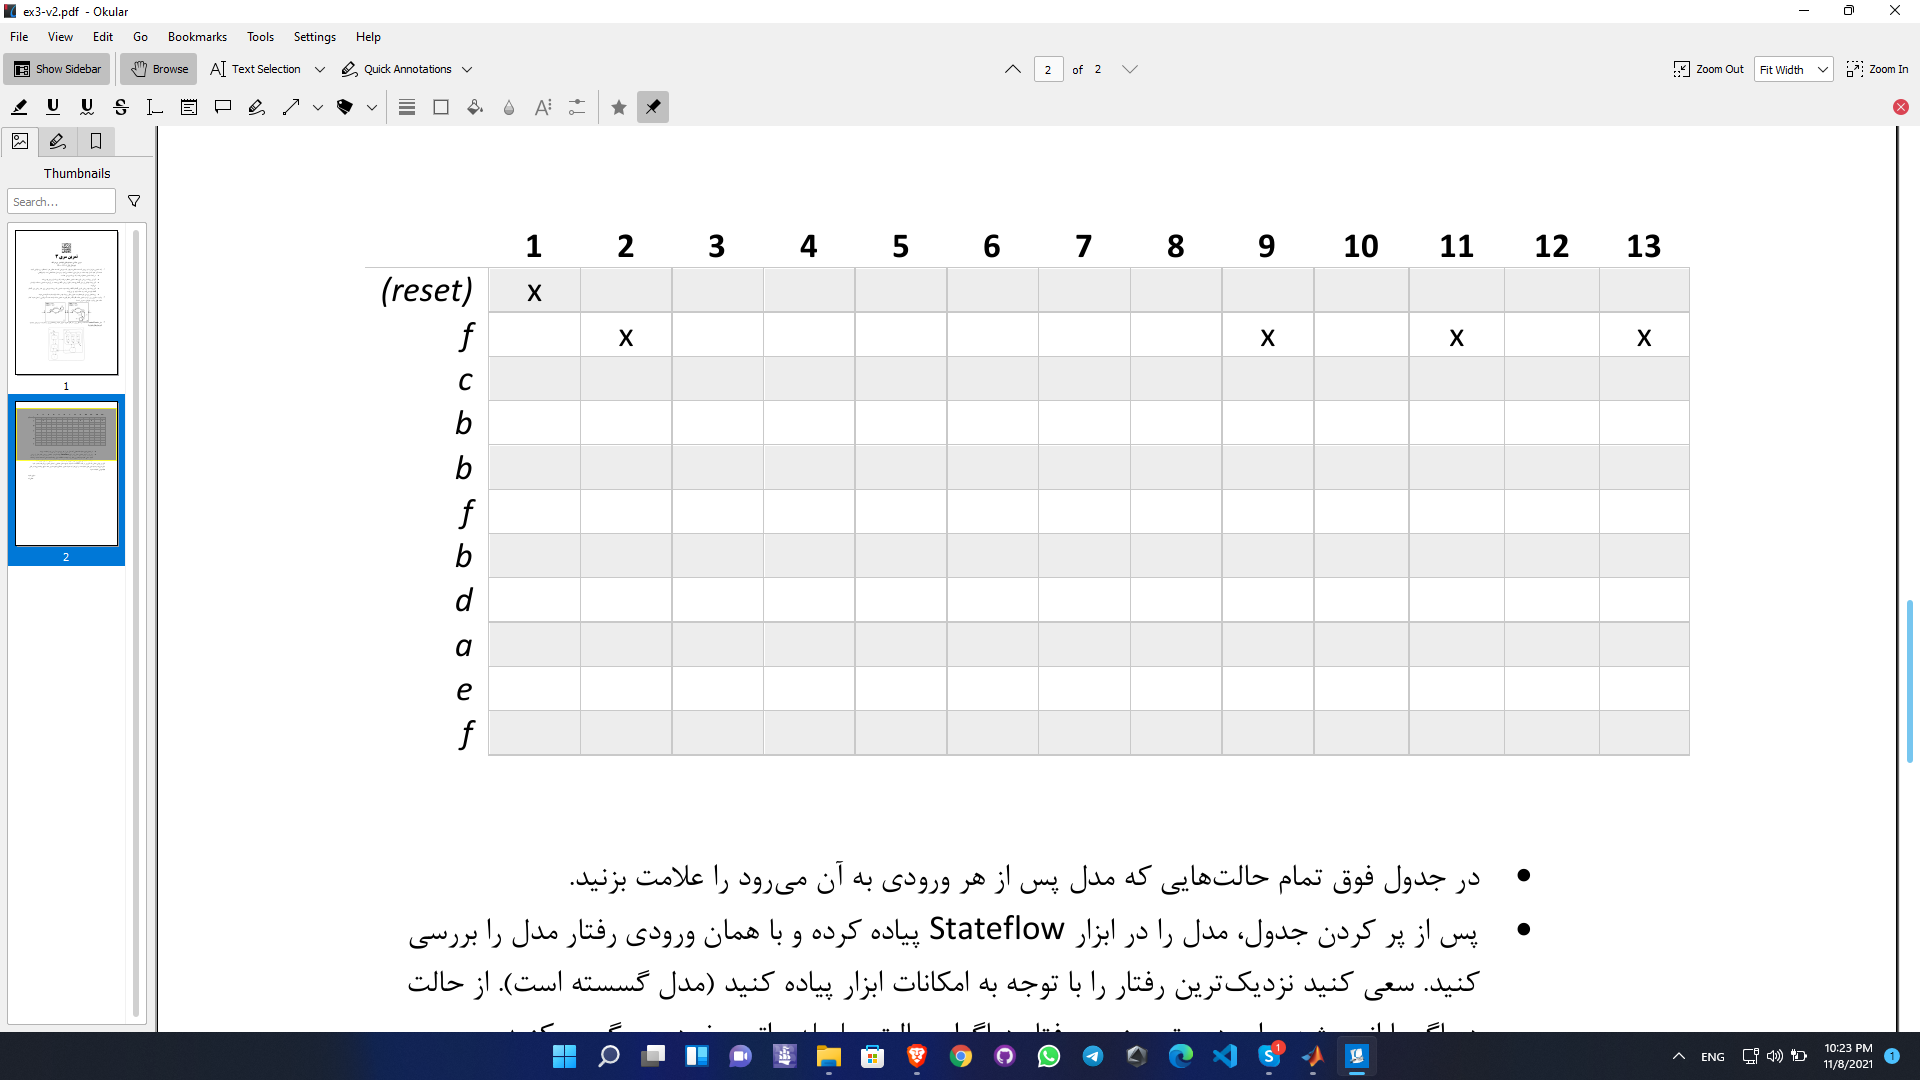 ex3-v2.pdf - Okular
File View Edit Go Bookmarks Tools Settings Help
Show Sidebar Browse Text Selection Quick Annotations 2 of 2 Zoom Out Fit Width Zoom In
Thumbnails
Search...
تمرین سری ۳
1
2
1 2 3 4 5 6 7 8 9 10 11 12 13
(reset) x
f x x x x
c
b
b
f
b
d
a
e
f
• در جدول فوق تمام حالت‌هایی که مدل پس از هر ورودی به آن می‌رود را علامت بزنید.
• پس از پر کردن جدول، مدل را در ابزار Stateflow پیاده کرده و با همان ورودی رفتار مدل را بررسی
کنید. سعی کنید نزدیک‌ترین رفتار را با توجه به امکانات ابزار پیاده کنید (مدل گسسته است). از حالت
1
ENG
10:23 PM
11/8/2021
1